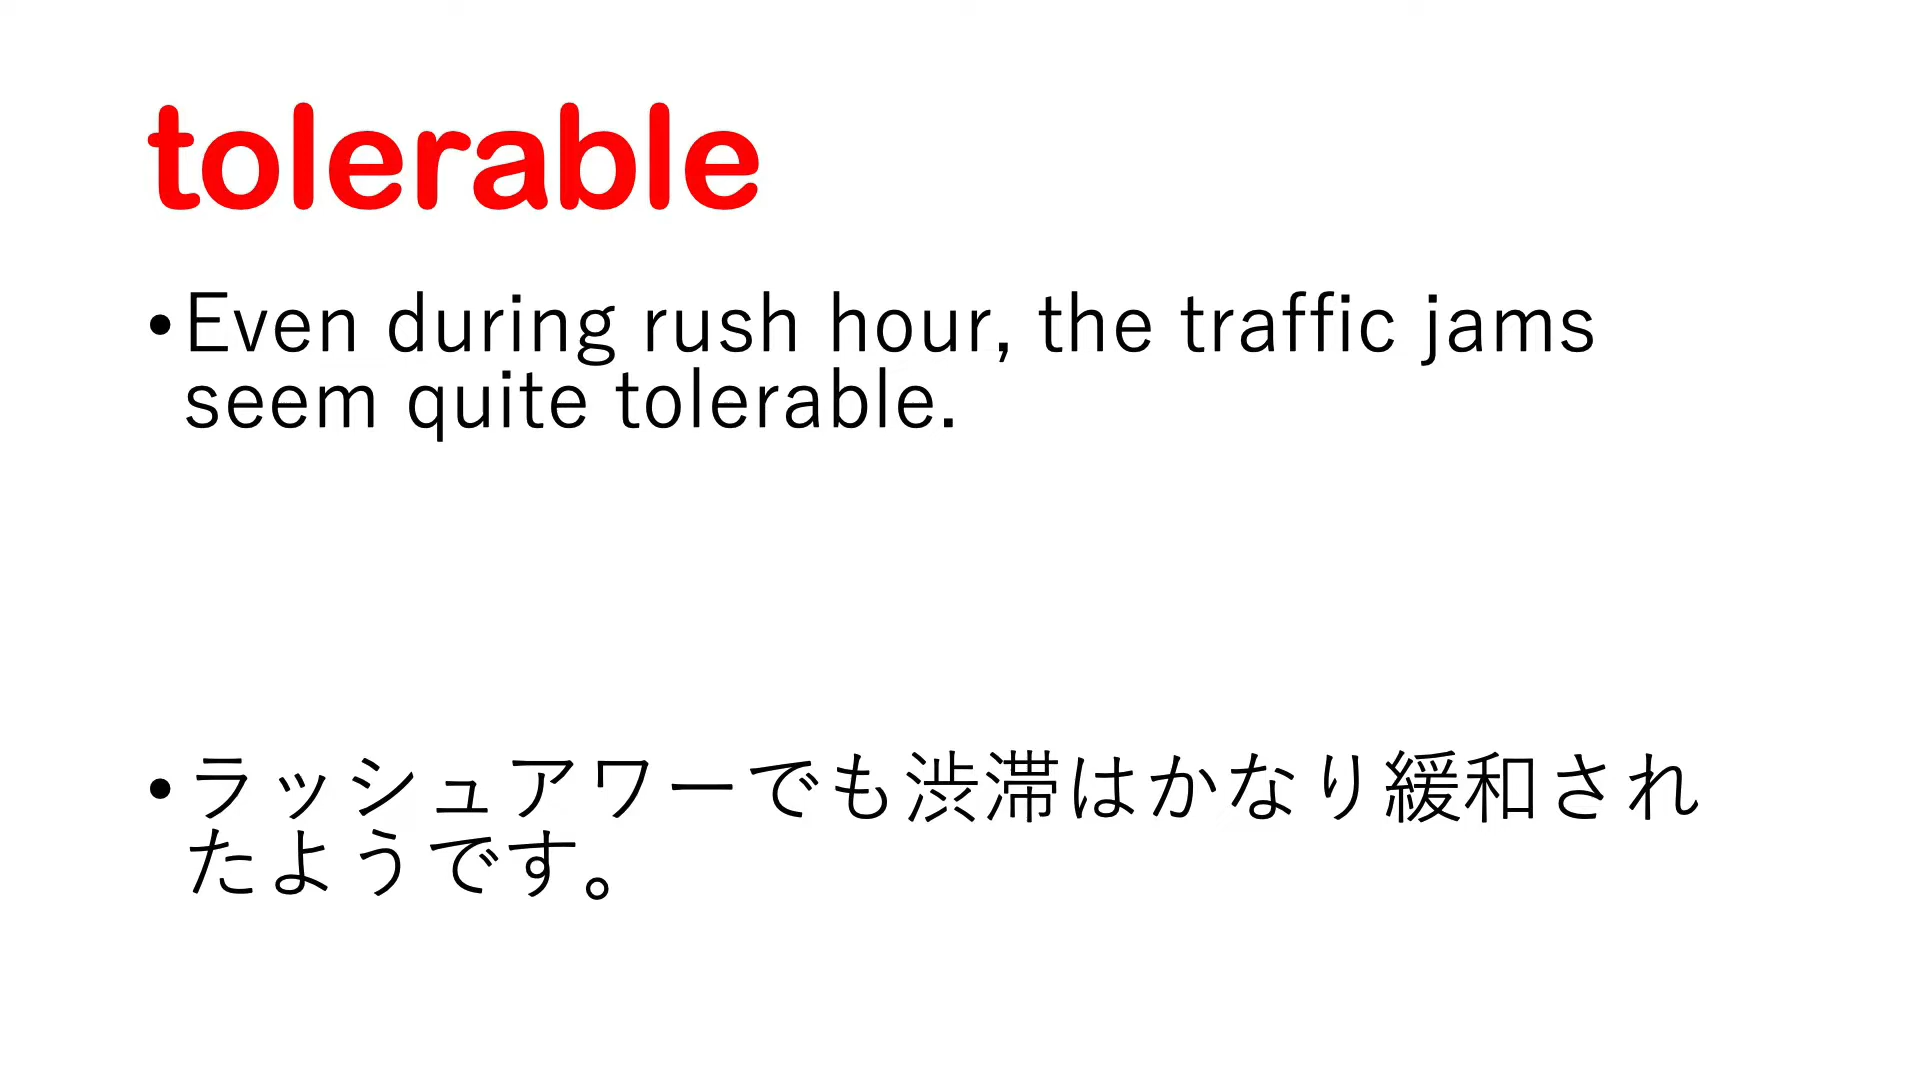 tolerable
•Even during rush hour, the traffic jams
seem quite tolerable.
•ラッシュアワーでも渋滞はかなり緩和され
たようです。